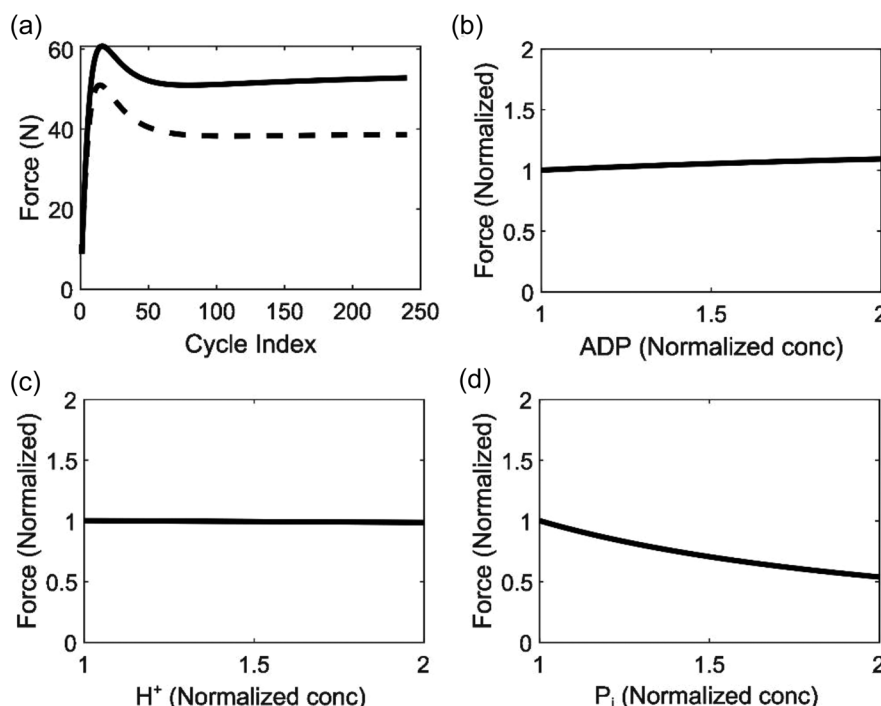 (a)
60
40
20
0
Force (N)
0 50 100 150 200 250
Cycle Index
(b)
2
1.5
1
0.5
0
Force (Normalized)
1 1.5 2
ADP (Normalized conc)
(c)
2
1.5
1
0.5
0
Force (Normalized)
1 1.5 2
H⁺ (Normalized conc)
(d)
2
1.5
1
0.5
0
Force (Normalized)
1 1.5 2
Pᵢ (Normalized conc)